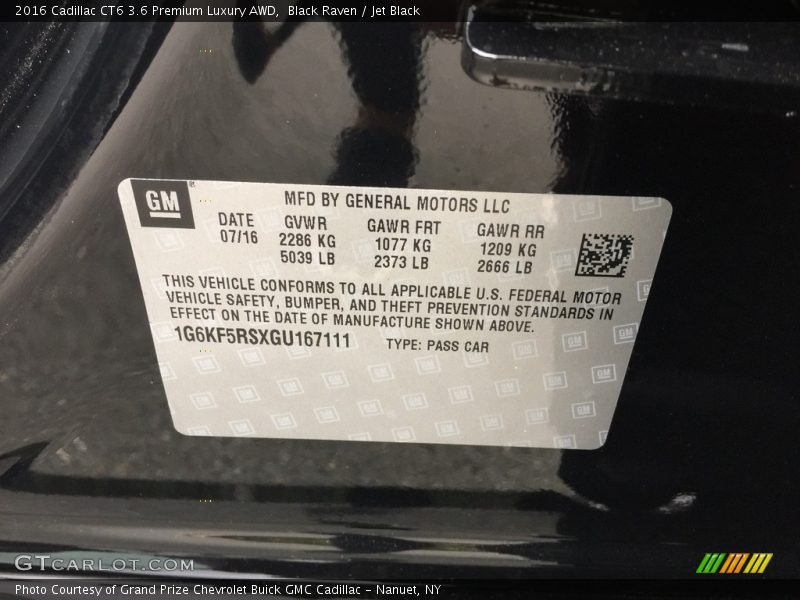 2016 Cadillac CT6 3.6 Premium Luxury AWD, Black Raven / Jet Black
GM
MFD BY GENERAL MOTORS LLC
DATE GVWR GAWR FRT GAWR RR
07/16 2286 KG 1077 KG 1209 KG
5039 LB 2373 LB 2666 LB
THIS VEHICLE CONFORMS TO ALL APPLICABLE U.S. FEDERAL MOTOR
VEHICLE SAFETY, BUMPER, AND THEFT PREVENTION STANDARDS IN
EFFECT ON THE DATE OF MANUFACTURE SHOWN ABOVE.
1G6KF5RSXGU167111 TYPE: PASS CAR
GTCARLOT.COM
Photo Courtesy of Grand Prize Chevrolet Buick GMC Cadillac - Nanuet, NY